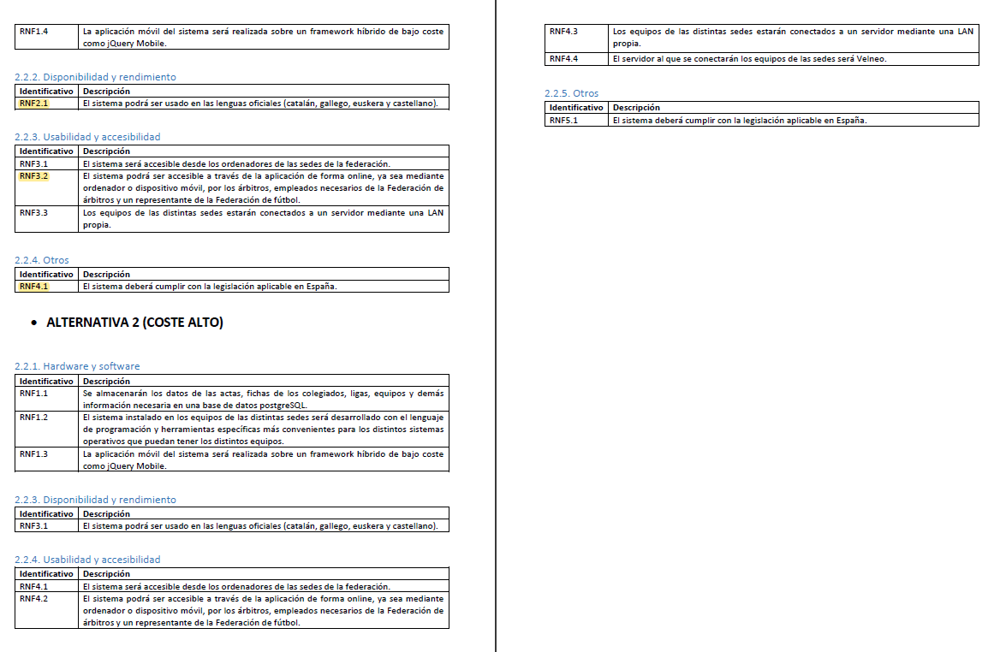 RNF1.4 La aplicación móvil del sistema será realizada sobre un framework híbrido de bajo coste
como jQuery Mobile.
2.2.2. Disponibilidad y rendimiento
Identificativo Descripción
RNF2.1 El sistema podrá ser usado en las lenguas oficiales (catalán, gallego, euskera y castellano).
2.2.3. Usabilidad y accesibilidad
Identificativo Descripción
RNF3.1 El sistema será accesible desde los ordenadores de las sedes de la federación.
RNF3.2 El sistema podrá ser accesible a través de la aplicación de forma online, ya sea mediante
ordenador o dispositivo móvil, por los árbitros, empleados necesarios de la Federación de
árbitros y un representante de la Federación de fútbol.
RNF3.3 Los equipos de las distintas sedes estarán conectados a un servidor mediante una LAN
propia.
2.2.4. Otros
Identificativo Descripción
RNF4.1 El sistema deberá cumplir con la legislación aplicable en España.
• ALTERNATIVA 2 (COSTE ALTO)
2.2.1. Hardware y software
Identificativo Descripción
RNF1.1 Se almacenarán los datos de las actas, fichas de los colegiados, ligas, equipos y demás
información necesaria en una base de datos postgreSQL.
RNF1.2 El sistema instalado en los equipos de las distintas sedes será desarrollado con el lenguaje
de programación y herramientas específicas más convenientes para los distintos sistemas
operativos que puedan tener los distintos equipos.
RNF1.3 La aplicación móvil del sistema será realizada sobre un framework híbrido de bajo coste
como jQuery Mobile.
2.2.3. Disponibilidad y rendimiento
Identificativo Descripción
RNF3.1 El sistema podrá ser usado en las lenguas oficiales (catalán, gallego, euskera y castellano).
2.2.4. Usabilidad y accesibilidad
Identificativo Descripción
RNF4.1 El sistema será accesible desde los ordenadores de las sedes de la federación.
RNF4.2 El sistema podrá ser accesible a través de la aplicación de forma online, ya sea mediante
ordenador o dispositivo móvil, por los árbitros, empleados necesarios de la Federación de
árbitros y un representante de la Federación de fútbol.
RNF4.3 Los equipos de las distintas sedes estarán conectados a un servidor mediante una LAN
propia.
RNF4.4 El servidor al que se conectarán los equipos de las sedes será Velneo.
2.2.5. Otros
Identificativo Descripción
RNF5.1 El sistema deberá cumplir con la legislación aplicable en España.